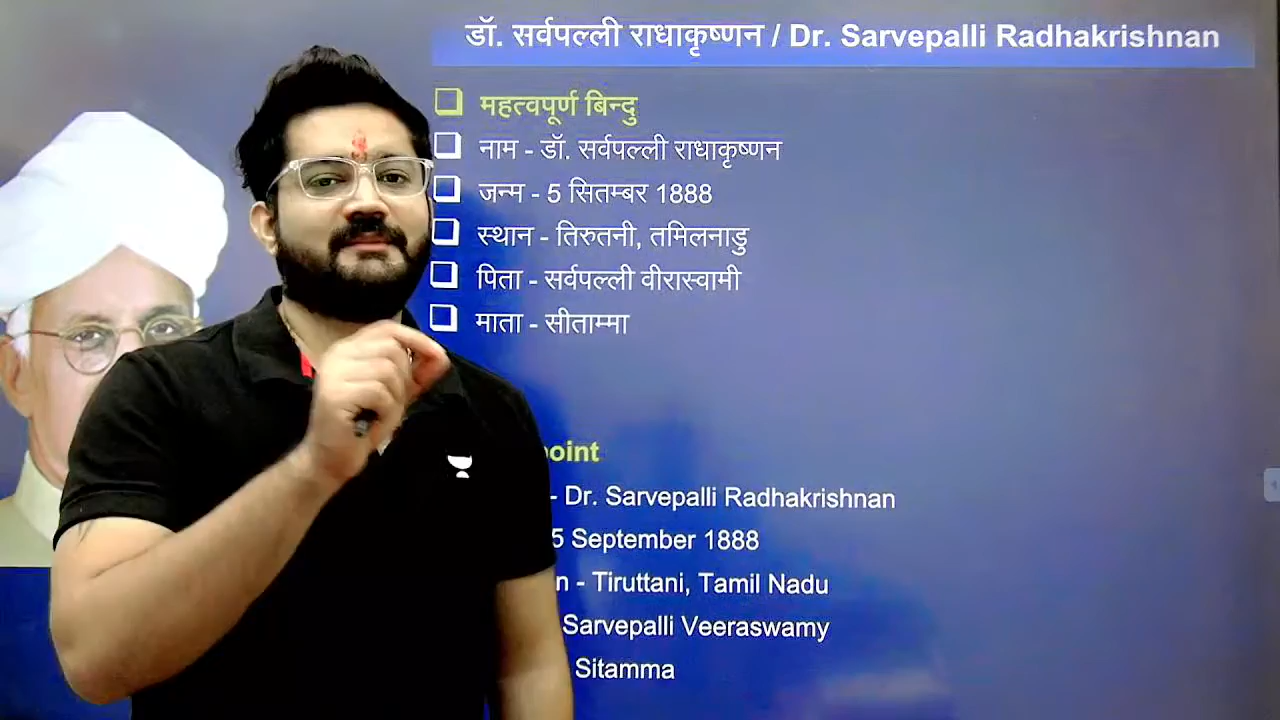 डॉ. सर्वपल्ली राधाकृष्णन / Dr. Sarvepalli Radhakrishnan
महत्वपूर्ण बिन्दु
नाम - डॉ. सर्वपल्ली राधाकृष्णन
जन्म - 5 सितम्बर 1888
स्थान - तिरुतनी, तमिलनाडु
पिता - सर्वपल्ली वीरास्वामी
माता - सीताम्मा
point
- Dr. Sarvepalli Radhakrishnan
5 September 1888
n - Tiruttani, Tamil Nadu
Sarvepalli Veeraswamy
Sitamma